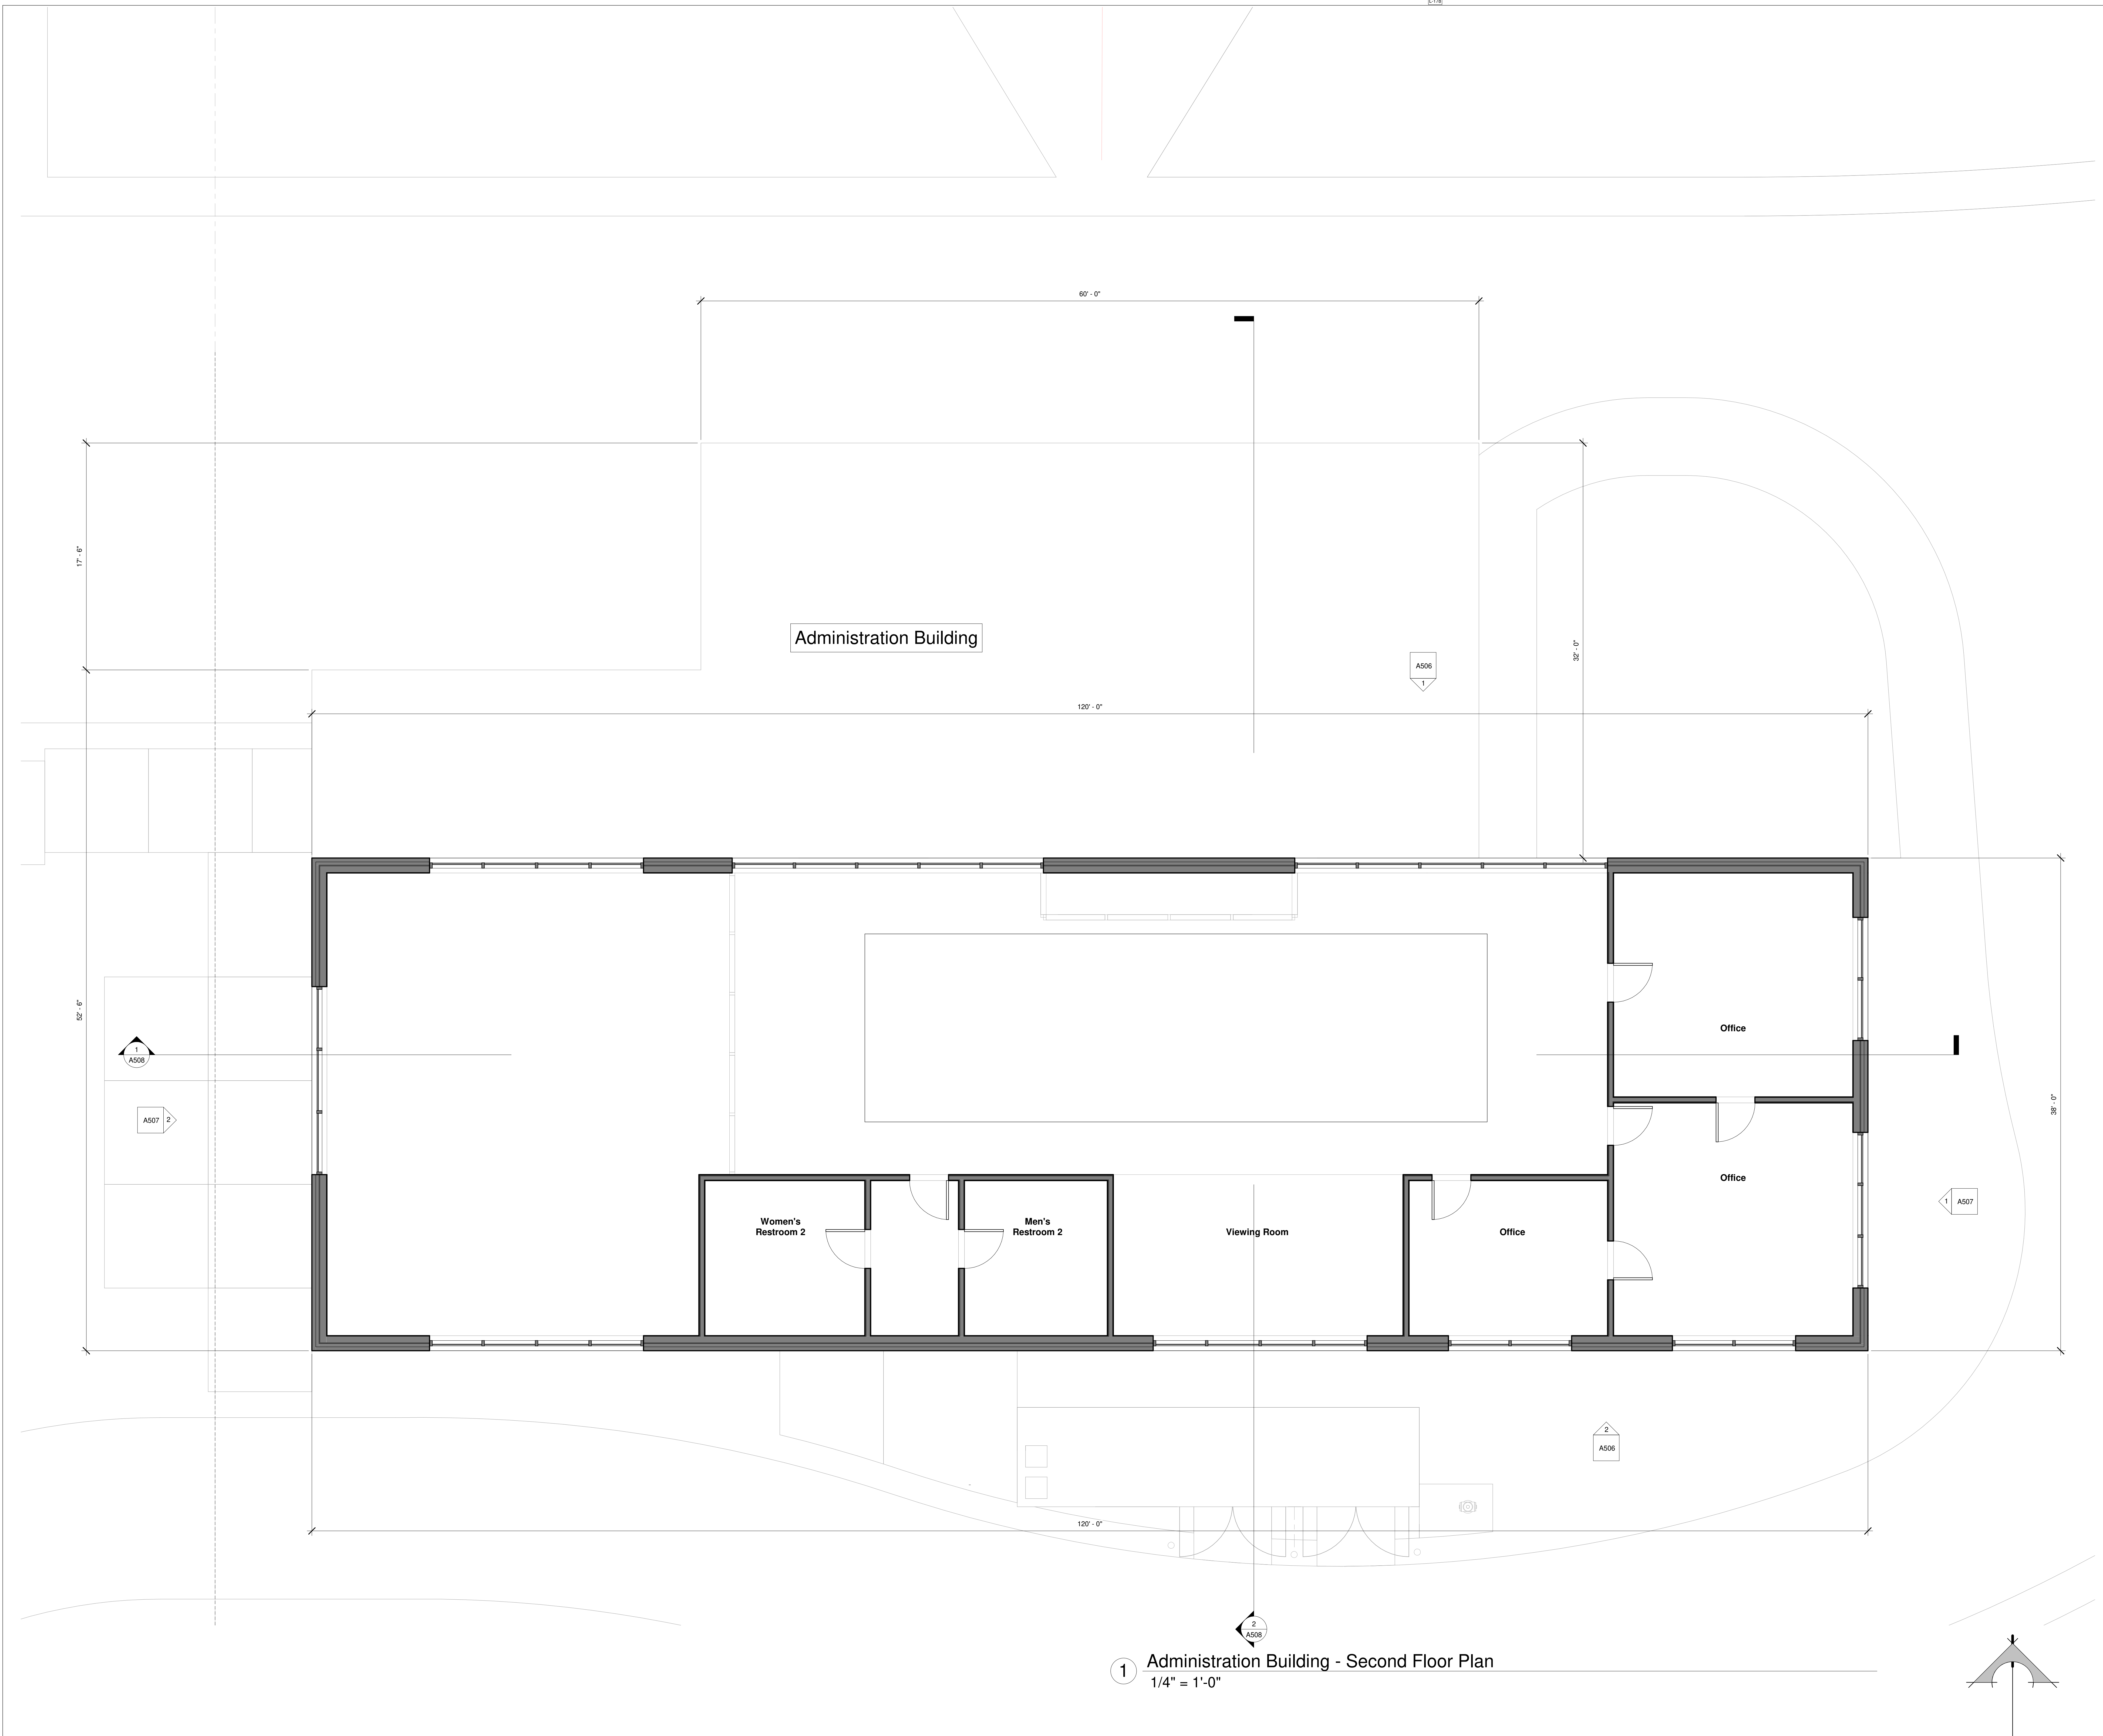 60' - 0"
17' - 6"
Administration Building
32' - 0"
A506
1
120' - 0"
52' - 6"
Office
1
A508
38' - 0"
A507
2
Office
1
A507
Women's
Restroom 2
Men's
Restroom 2
Viewing Room
Office
2
A506
120' - 0"
2
A508
1
Administration Building - Second Floor Plan
1/4" = 1'-0"